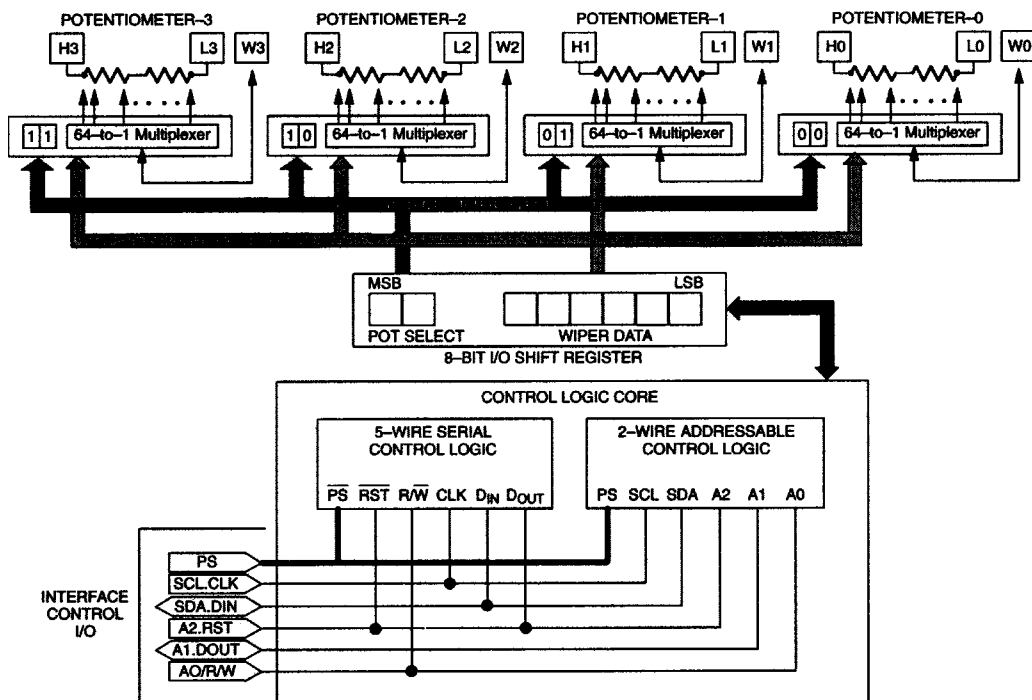 POTENTIOMETER–3
POTENTIOMETER–2
POTENTIOMETER–1
POTENTIOMETER–0
H3 L3 W3
H2 L2 W2
H1 L1 W1
H0 L0 W0
1 1 64–to–1 Multiplexer
1 0 64–to–1 Multiplexer
0 1 64–to–1 Multiplexer
0 0 64–to–1 Multiplexer
MSB LSB
POT SELECT WIPER DATA
8–BIT I/O SHIFT REGISTER
CONTROL LOGIC CORE
5–WIRE SERIAL
CONTROL LOGIC
P̅S̅ R̅S̅T̅ R/W̅ CLK DIN DOUT
2–WIRE ADDRESSABLE
CONTROL LOGIC
PS SCL SDA A2 A1 A0
INTERFACE
CONTROL
I/O
PS
SCL.CLK
SDA.DIN
A2.RST
A1.DOUT
AO/R/W